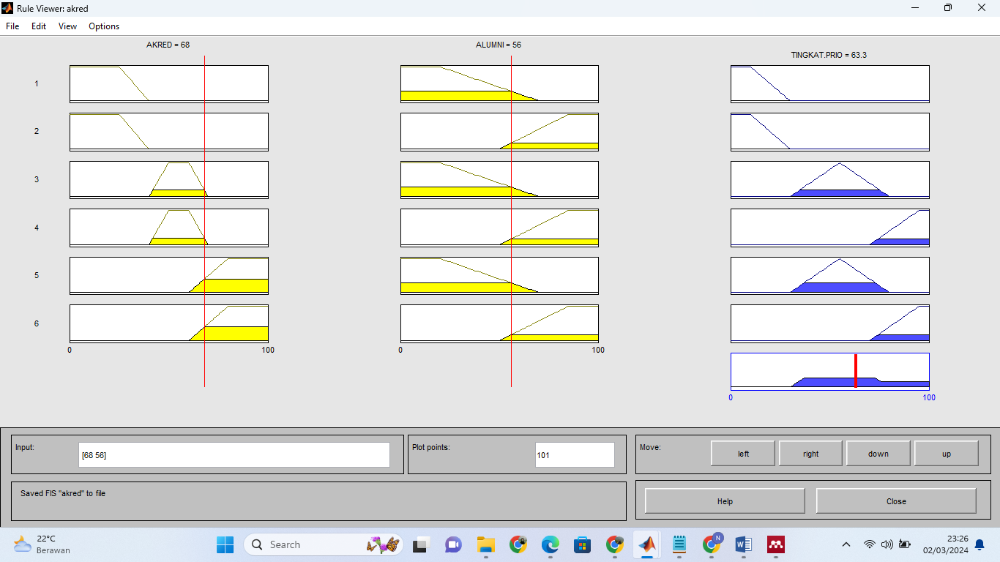 Rule Viewer: akred
File Edit View Options
AKRED = 68
ALUMNI = 56
TINGKAT.PRIO = 63.3
1
2
3
4
5
6
0 100
0 100
0 100
Input:
[68 56]
Plot points:
101
Move:
left
right
down
up
Saved FIS "akred" to file
Help
Close
22°C
Berawan
Search
N
W
23:26
02/03/2024